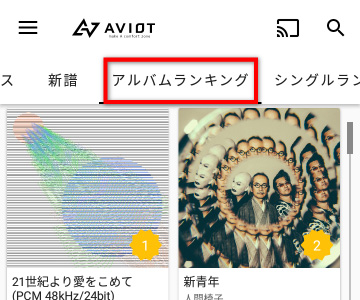 AVIOT
make a comfort zone
ス
新譜
アルバムランキング
シングルラン
1
2
21世紀より愛をこめて
(PCM 48kHz/24bit)
新青年
人間椅子